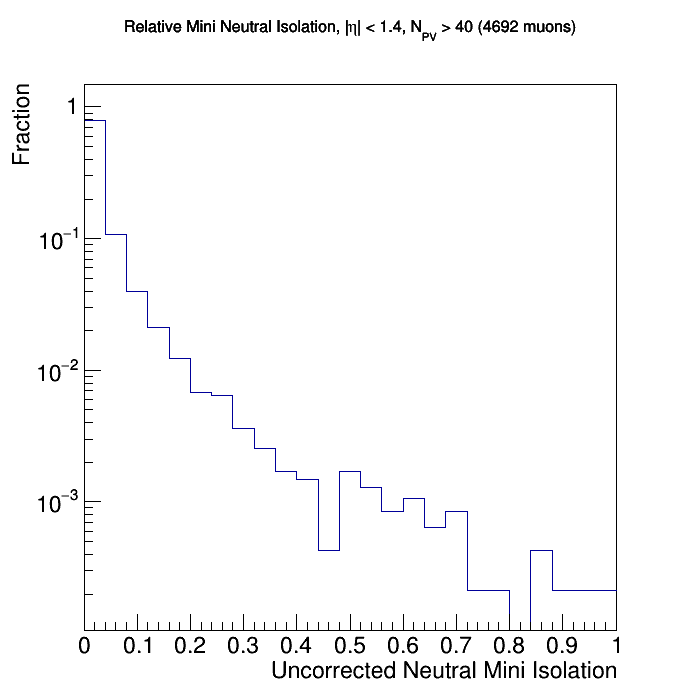 Relative Mini Neutral Isolation, |η| < 1.4, N_PV > 40 (4692 muons)
Fraction
1
10⁻¹
10⁻²
10⁻³
0 0.1 0.2 0.3 0.4 0.5 0.6 0.7 0.8 0.9 1
Uncorrected Neutral Mini Isolation